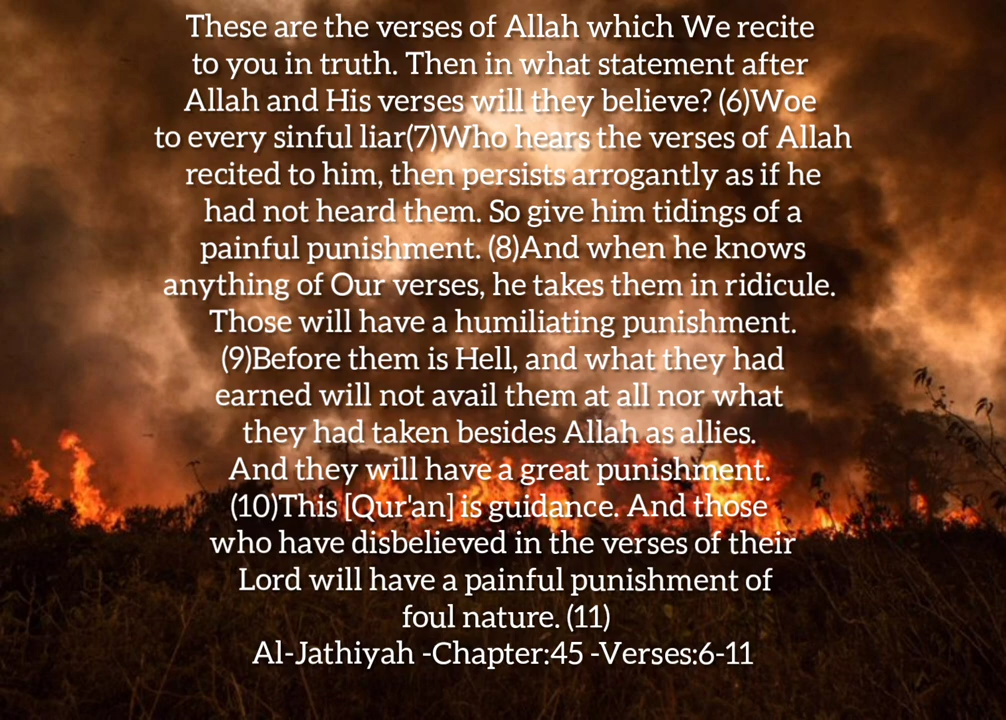 These are the verses of Allah which We recite
to you in truth. Then in what statement after
Allah and His verses will they believe? (6)Woe
to every sinful liar(7)Who hears the verses of Allah
recited to him, then persists arrogantly as if he
had not heard them. So give him tidings of a
painful punishment. (8)And when he knows
anything of Our verses, he takes them in ridicule.
Those will have a humiliating punishment.
(9)Before them is Hell, and what they had
earned will not avail them at all nor what
they had taken besides Allah as allies.
And they will have a great punishment.
(10)This [Qur'an] is guidance. And those
who have disbelieved in the verses of their
Lord will have a painful punishment of
foul nature. (11)
Al-Jathiyah -Chapter:45 -Verses:6-11